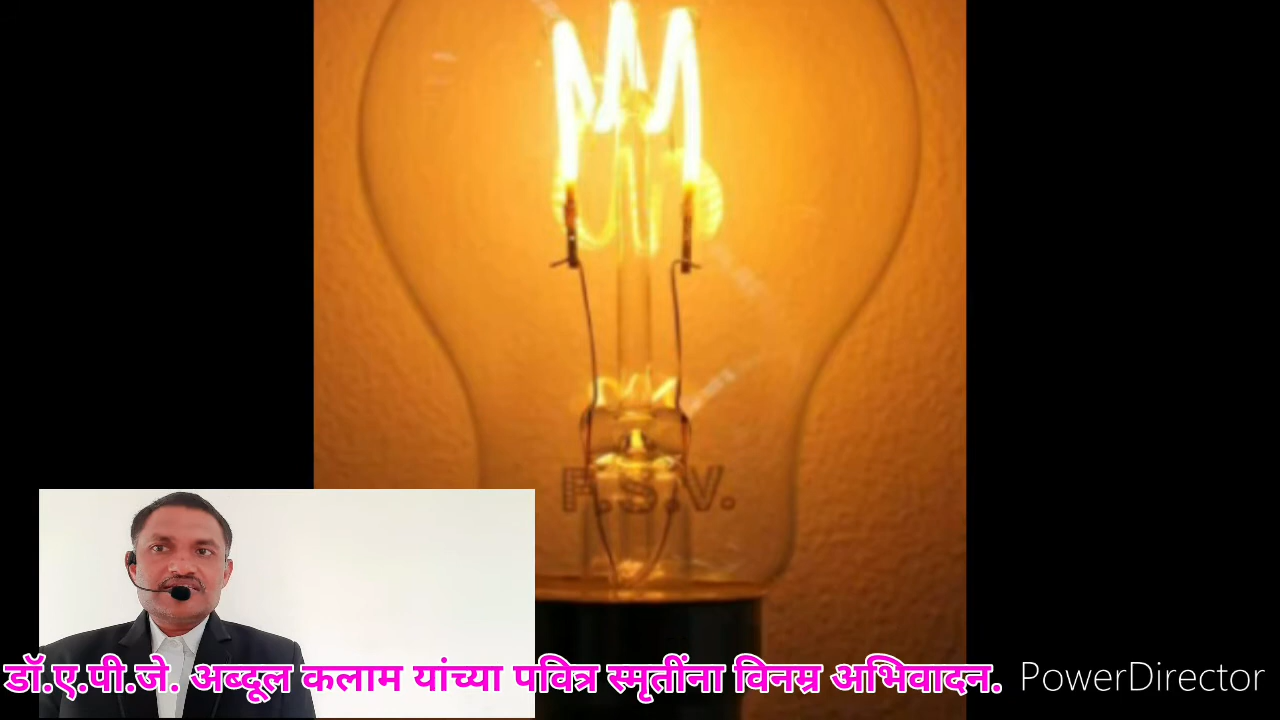 F.S.V.
डॉ.ए.पी.जे. अब्दूल कलाम यांच्या पवित्र स्मृतींना विनम्र अभिवादन.
PowerDirector